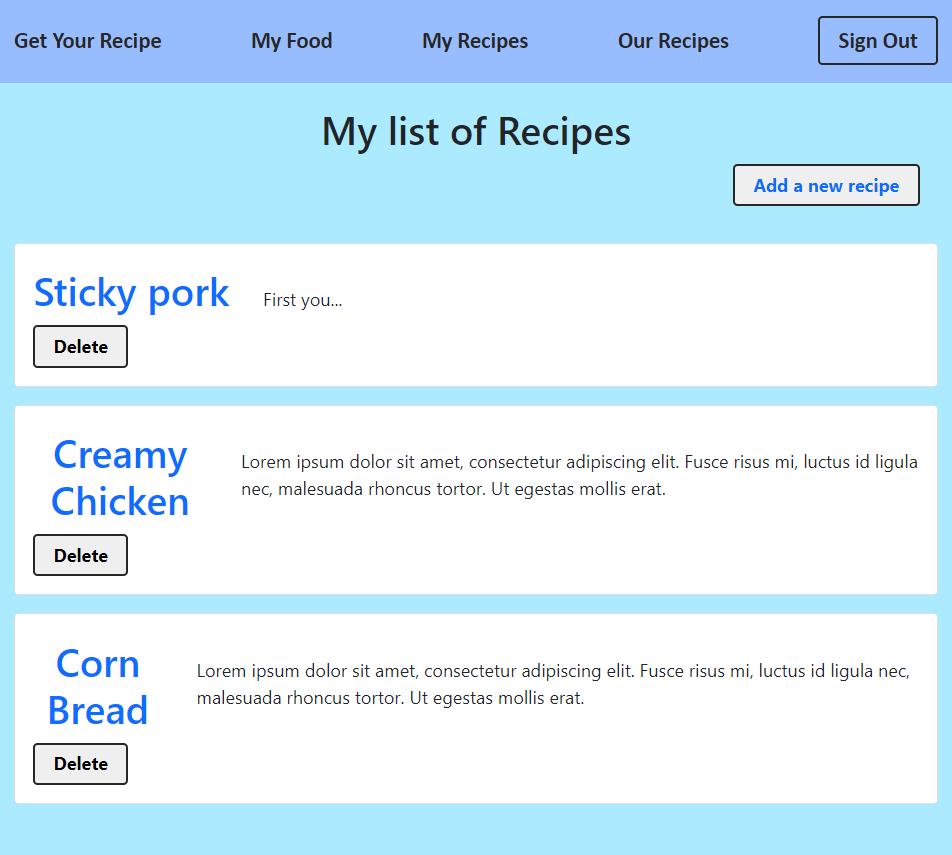 Get Your Recipe My Food My Recipes Our Recipes Sign Out
My list of Recipes
Add a new recipe
Sticky pork First you...
Delete
Creamy
Chicken
Lorem ipsum dolor sit amet, consectetur adipiscing elit. Fusce risus mi, luctus id ligula
nec, malesuada rhoncus tortor. Ut egestas mollis erat.
Delete
Corn
Bread
Lorem ipsum dolor sit amet, consectetur adipiscing elit. Fusce risus mi, luctus id ligula nec,
malesuada rhoncus tortor. Ut egestas mollis erat.
Delete